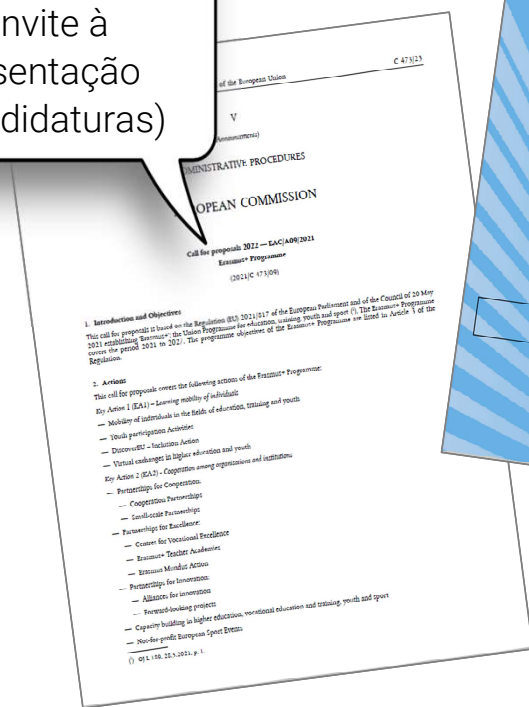 nvite à
sentação
didaturas)
of the European Union
C 473/23
V
(Announcements)
MINISTRATIVE PROCEDURES
OPEAN COMMISSION
Call for proposals 2022 — EAC/A09/2021
Erasmus+ Programme
(2021/C 473/09)
1. Introduction and Objectives
This call for proposals is based on the Regulation (EU) 2021/817 of the European Parliament and of the Council of 20 May
2021 establishing 'Erasmus+': the Union Programme for education, training, youth and sport (¹). The Erasmus+ Programme
covers the period 2021 to 2027. The programme objectives of the Erasmus+ Programme are listed in Article 3 of the
Regulation.
2. Actions
This call for proposals covers the following actions of the Erasmus+ Programme:
Key Action 1 (KA1) – Learning mobility of individuals
— Mobility of individuals in the fields of education, training and youth
— Youth participation Activities
— DiscoverEU – Inclusion Action
— Virtual exchanges in higher education and youth
Key Action 2 (KA2) - Cooperation among organisations and institutions
— Partnerships for Cooperation:
— Cooperation Partnerships
— Small-scale Partnerships
— Partnerships for Excellence:
— Centres for Vocational Excellence
— Erasmus+ Teacher Academies
— Erasmus Mundus Action
— Partnerships for Innovation:
— Alliances for innovation
— Forward-looking projects
— Capacity building in higher education, vocational education and training, youth and sport
— Not-for-profit European Sport Events
(¹) OJ L 189, 28.5.2021, p. 1.